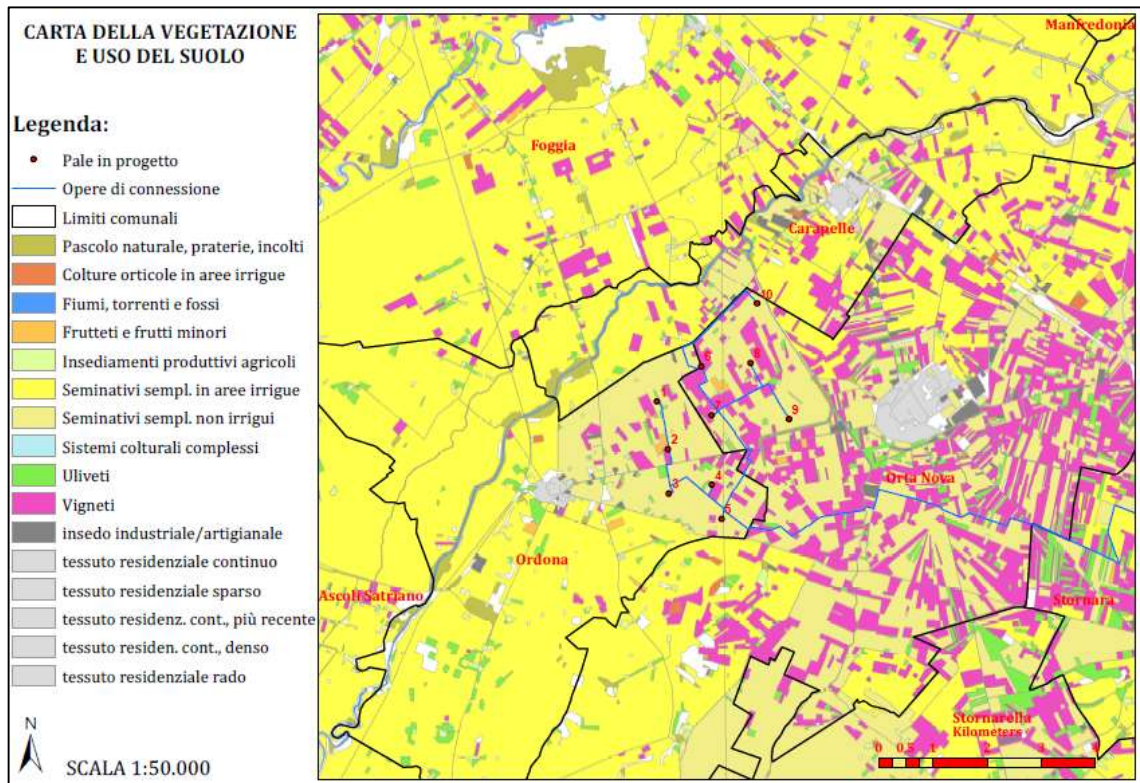 CARTA DELLA VEGETAZIONE
E USO DEL SUOLO
Legenda:
Pale in progetto
Opere di connessione
Limiti comunali
Pascolo naturale, praterie, incolti
Colture orticole in aree irrigue
Fiumi, torrenti e fossi
Frutteti e frutti minori
Insediamenti produttivi agricoli
Seminativi sempl. in aree irrigue
Seminativi sempl. non irrigui
Sistemi colturali complessi
Uliveti
Vigneti
insedo industriale/artigianale
tessuto residenziale continuo
tessuto residenziale sparso
tessuto residenz. cont., più recente
tessuto residen. cont., denso
tessuto residenziale rado
N
SCALA 1:50.000
Manfredonia
Foggia
Carapelle
10
6
8
1
7
9
2
4
3
Orta Nova
5
Ordona
Ascoli Satriano
Stornara
Stornarella
Kilometers
0 0,5 1 2 3 4